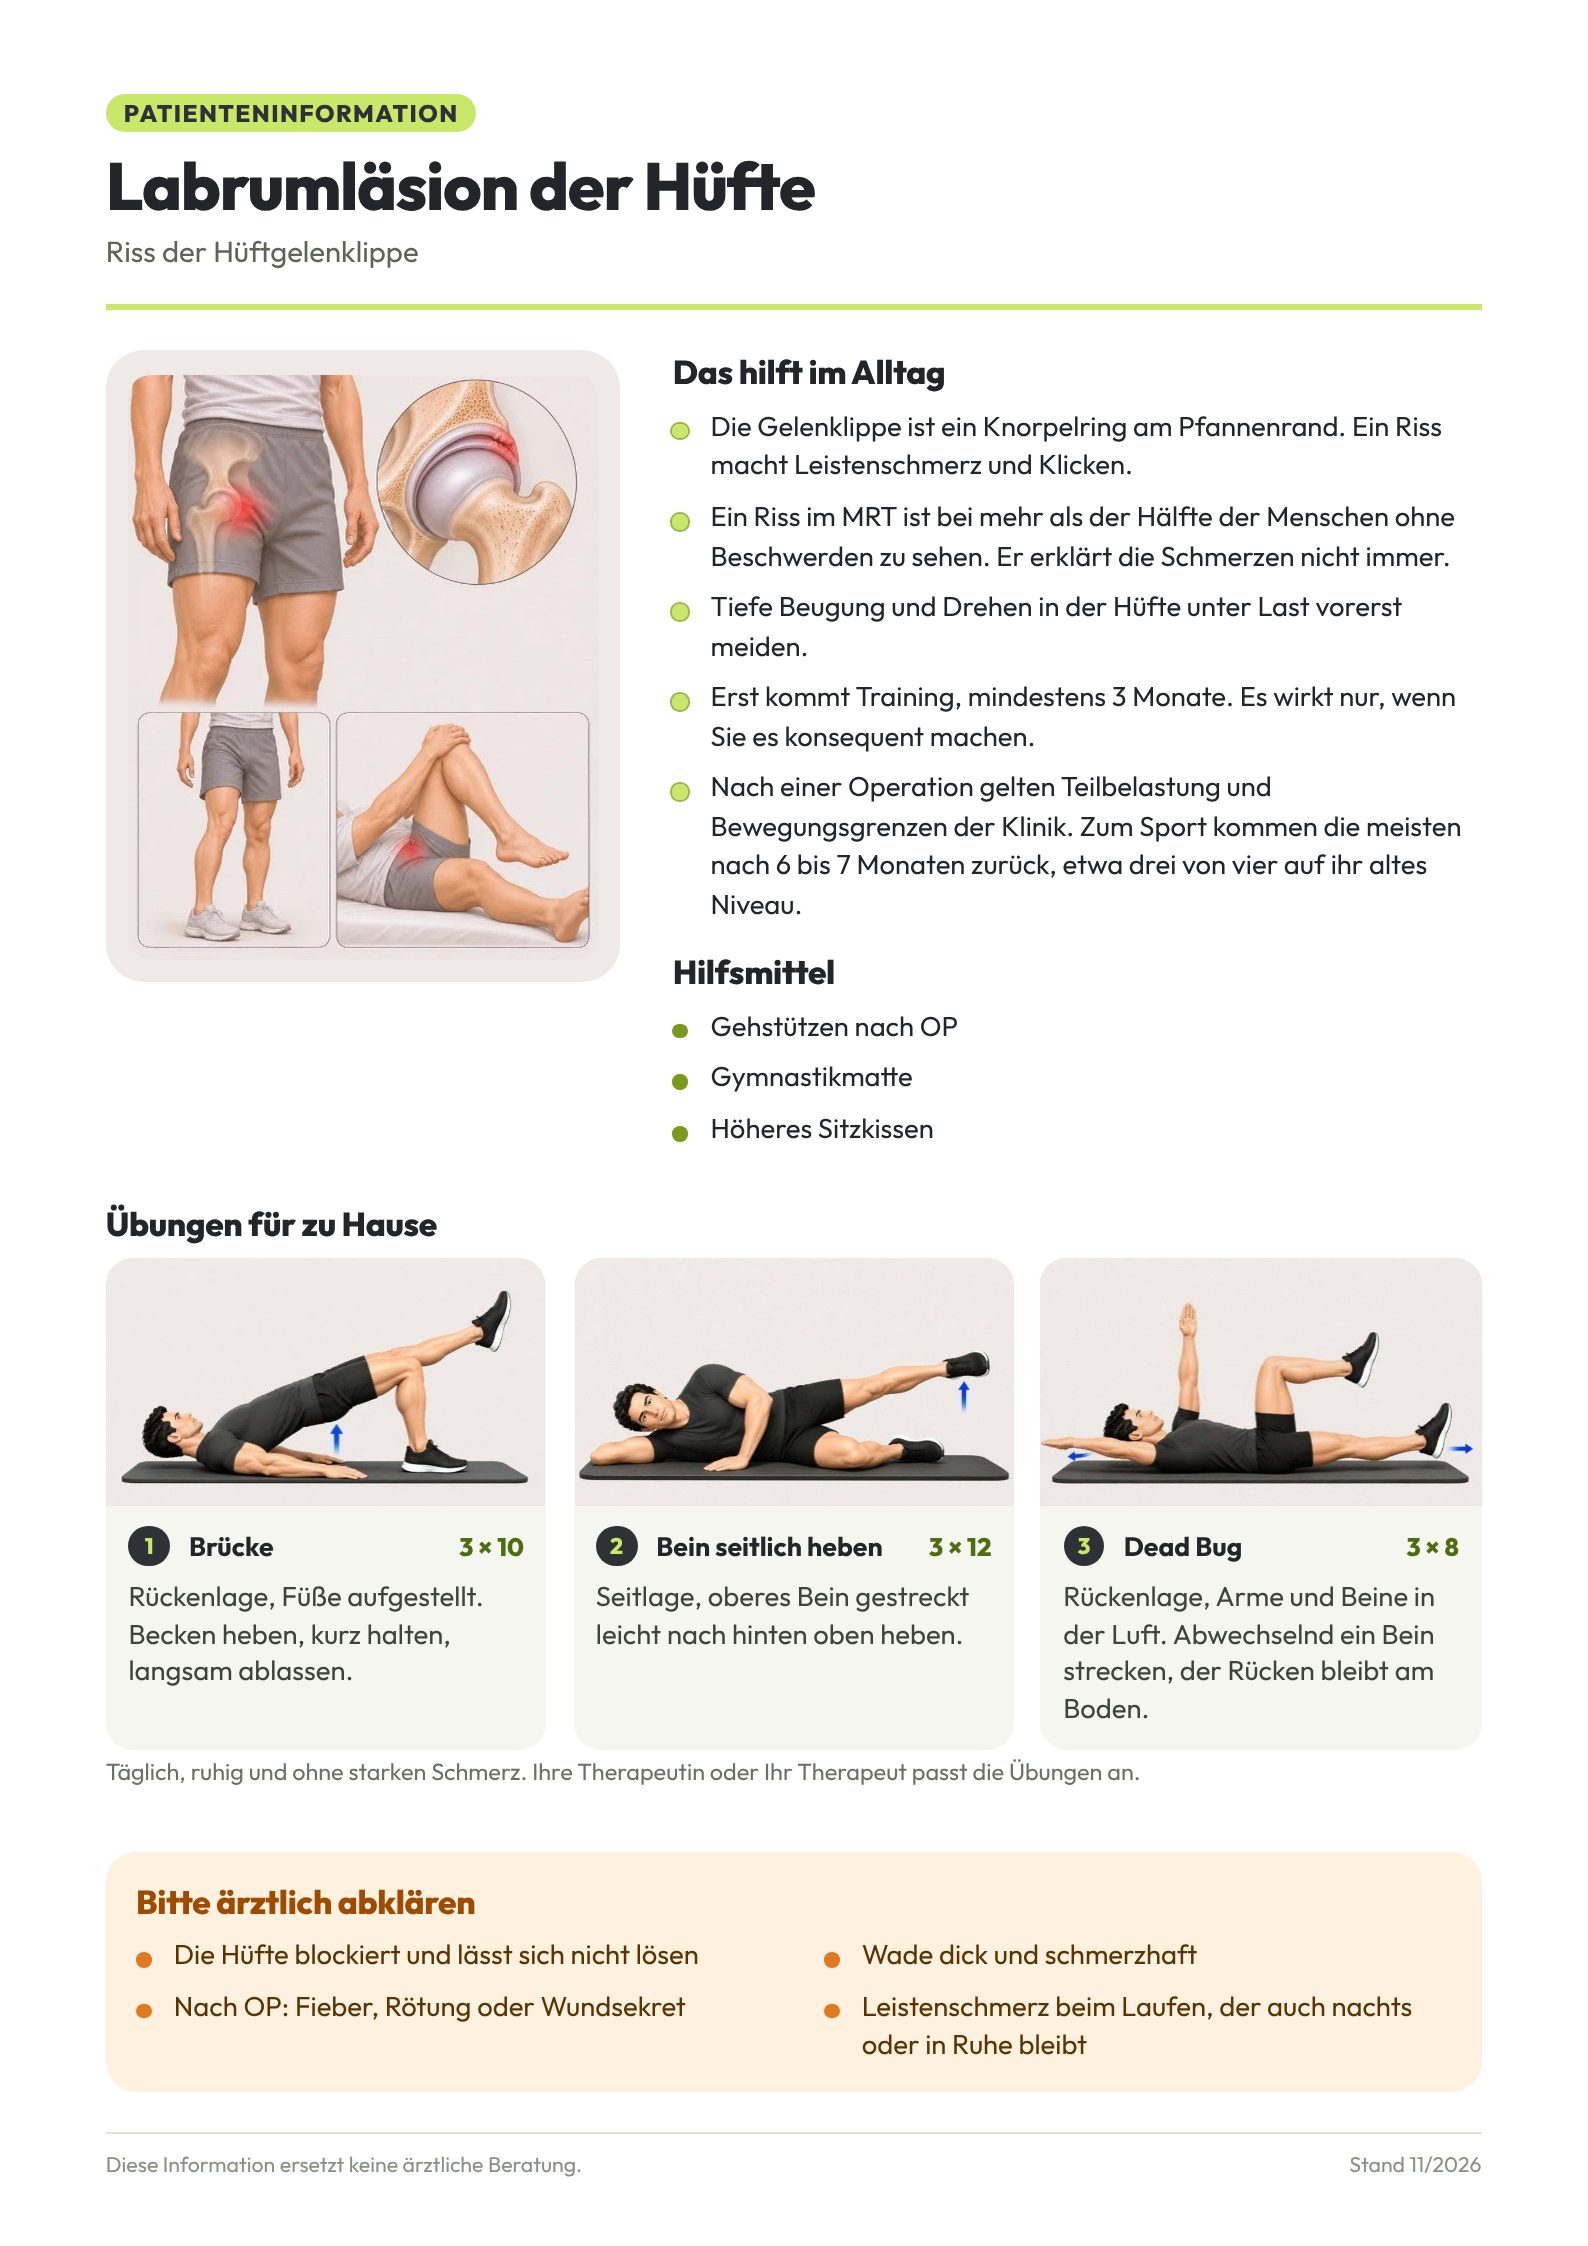 PATIENTENINFORMATION
Labrumläsion der Hüfte
Riss der Hüftgelenklippe
Das hilft im Alltag
Die Gelenklippe ist ein Knorpelring am Pfannenrand. Ein Riss
macht Leistenschmerz und Klicken.
Ein Riss im MRT ist bei mehr als der Hälfte der Menschen ohne
Beschwerden zu sehen. Er erklärt die Schmerzen nicht immer.
Tiefe Beugung und Drehen in der Hüfte unter Last vorerst
meiden.
Erst kommt Training, mindestens 3 Monate. Es wirkt nur, wenn
Sie es konsequent machen.
Nach einer Operation gelten Teilbelastung und
Bewegungsgrenzen der Klinik. Zum Sport kommen die meisten
nach 6 bis 7 Monaten zurück, etwa drei von vier auf ihr altes
Niveau.
Hilfsmittel
Gehstützen nach OP
Gymnastikmatte
Höheres Sitzkissen
Übungen für zu Hause
1 Brücke 3 × 10
Rückenlage, Füße aufgestellt.
Becken heben, kurz halten,
langsam ablassen.
2 Bein seitlich heben 3 × 12
Seitlage, oberes Bein gestreckt
leicht nach hinten oben heben.
3 Dead Bug 3 × 8
Rückenlage, Arme und Beine in
der Luft. Abwechselnd ein Bein
strecken, der Rücken bleibt am
Boden.
Täglich, ruhig und ohne starken Schmerz. Ihre Therapeutin oder Ihr Therapeut passt die Übungen an.
Bitte ärztlich abklären
Die Hüfte blockiert und lässt sich nicht lösen
Nach OP: Fieber, Rötung oder Wundsekret
Wade dick und schmerzhaft
Leistenschmerz beim Laufen, der auch nachts
oder in Ruhe bleibt
Diese Information ersetzt keine ärztliche Beratung.
Stand 11/2026